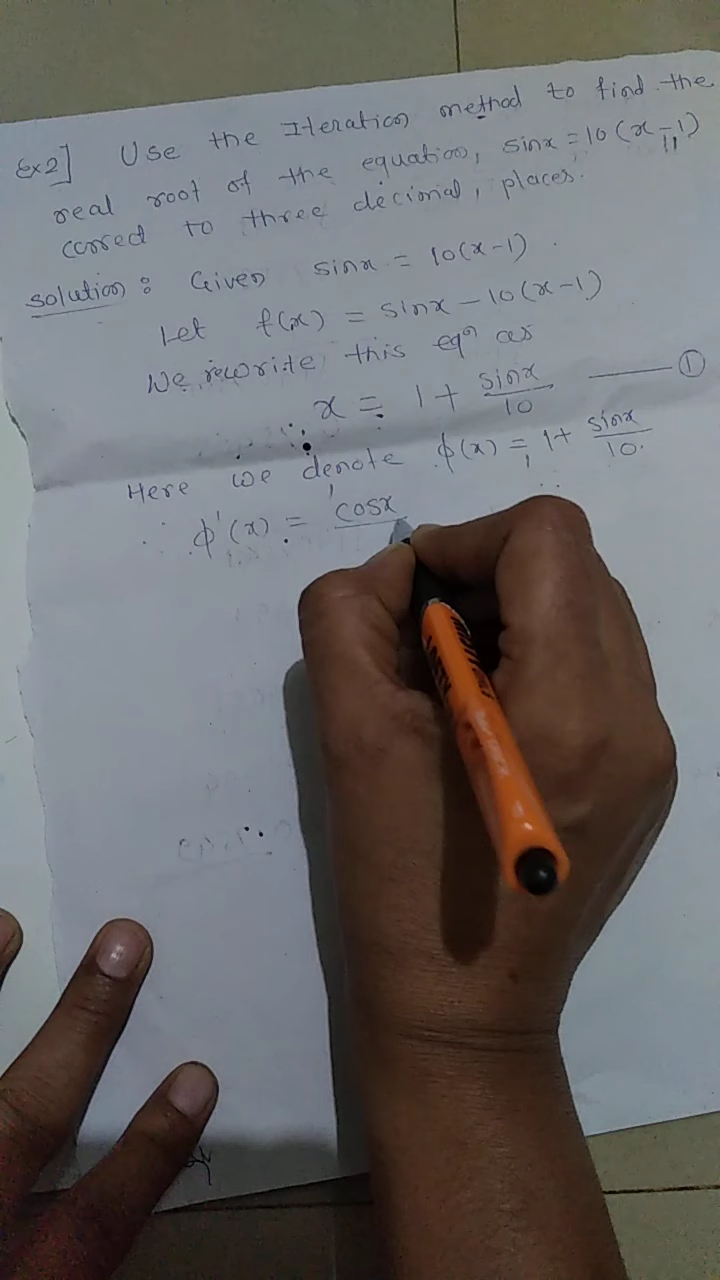 Ex2] Use the Iteration method to find the
real root of the equation, sinx = 10(x-1)
correct to three decimal, places.
Solution : Given sinx = 10(x-1)
Let f(x) = sinx - 10(x-1)
We rewrite this eqn as
∴ x = 1 + sinx/10 —— ①
Here we denote ϕ(x) = 1 + sinx/10.
∴ ϕ'(x) = cosx